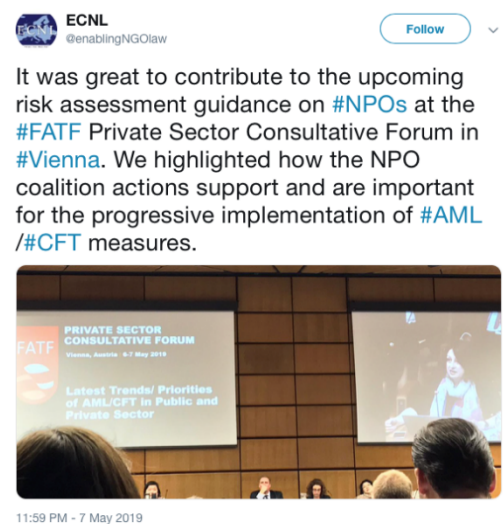 ECNL
@enablingNGOlaw
Follow
It was great to contribute to the upcoming
risk assessment guidance on #NPOs at the
#FATF Private Sector Consultative Forum in
#Vienna. We highlighted how the NPO
coalition actions support and are important
for the progressive implementation of #AML
/#CFT measures.
FATF
PRIVATE SECTOR
CONSULTATIVE FORUM
Vienna, Austria 6-7 May 2019
Latest Trends/ Priorities
of AML/CFT in Public and
Private Sector
11:59 PM - 7 May 2019